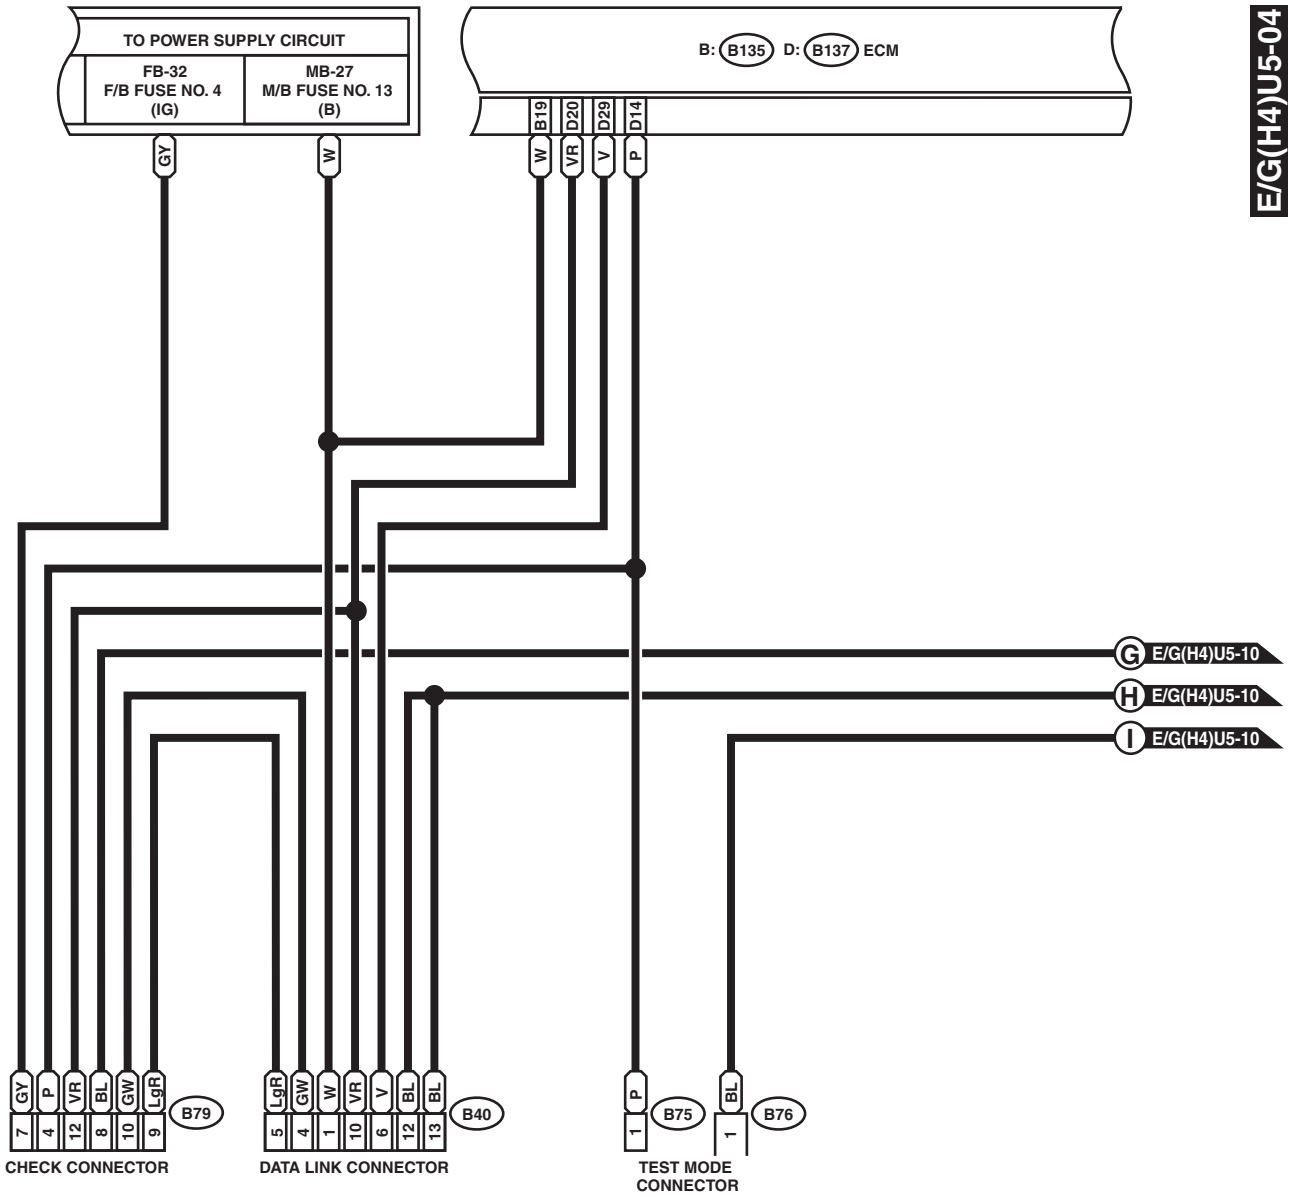 TO POWER SUPPLY CIRCUIT
FB-32
F/B FUSE NO. 4
(IG)
MB-27
M/B FUSE NO. 13
(B)
B: B135 D: B137 ECM
E/G(H4)U5-04
B19 D20 D29 D14
GY W W VR V P
G E/G(H4)U5-10
H E/G(H4)U5-10
I E/G(H4)U5-10
GY P VR BL GW LgR
7 4 12 8 10 9
B79
CHECK CONNECTOR
LgR GW W VR V BL BL
5 4 1 10 6 12 13
B40
DATA LINK CONNECTOR
P
1
B75
BL
1
B76
TEST MODE
CONNECTOR